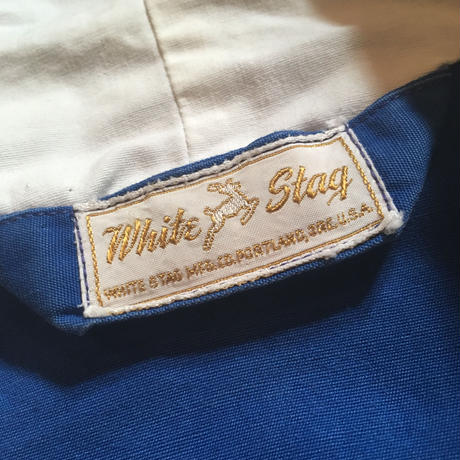 White Stag
WHITE STAG MFG. CO. PORTLAND, ORE. U.S.A.